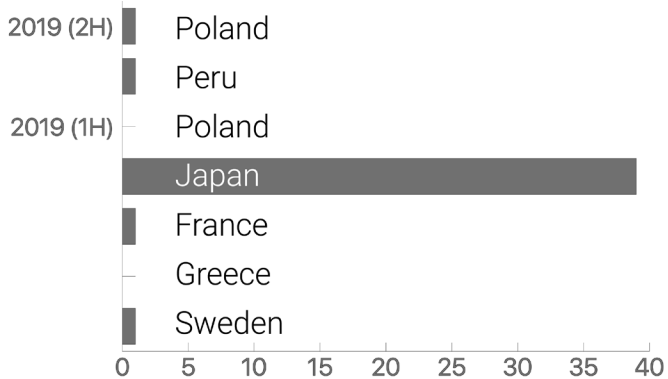 2019 (2H) Poland
Peru
2019 (1H) Poland
Japan
France
Greece
Sweden
0 5 10 15 20 25 30 35 40